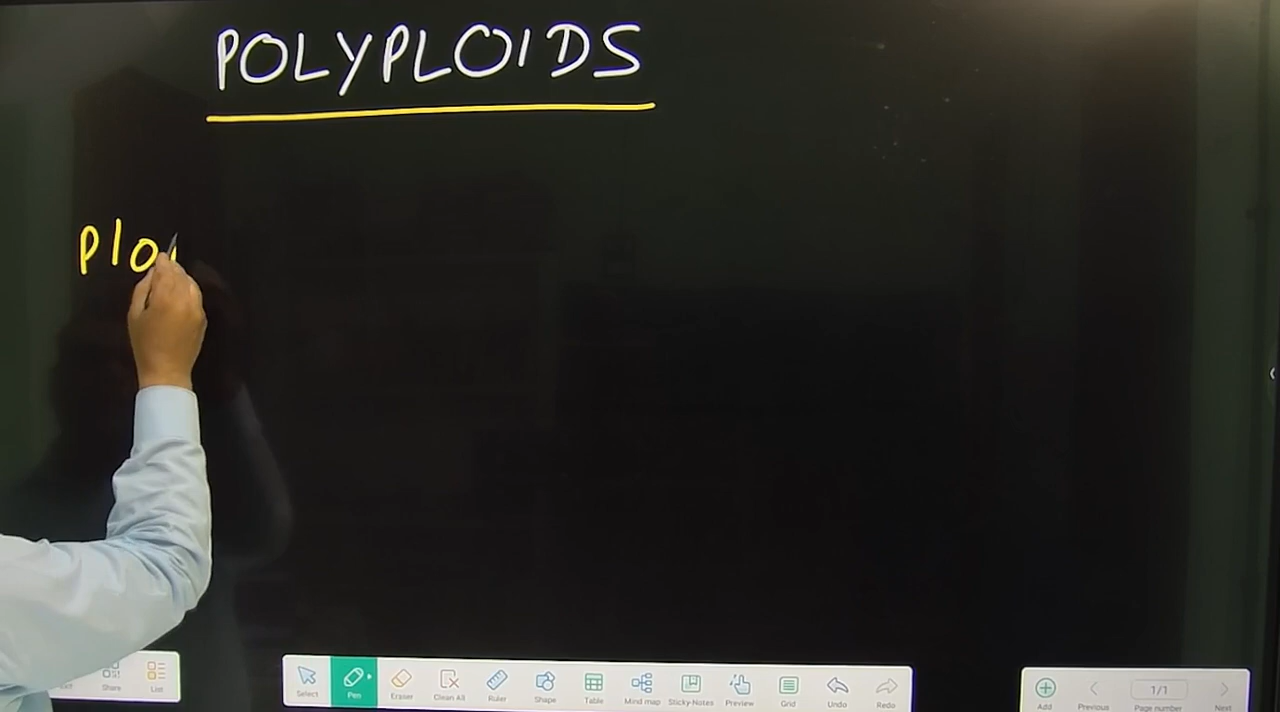 POLYPLOIDS
Ploi
Share
List
Select
Pen
Eraser
Clean All
Ruler
Shape
Table
Mind map
Sticky-Notes
Preview
Grid
Undo
Redo
Add
Previous
1/1
Page number
Next